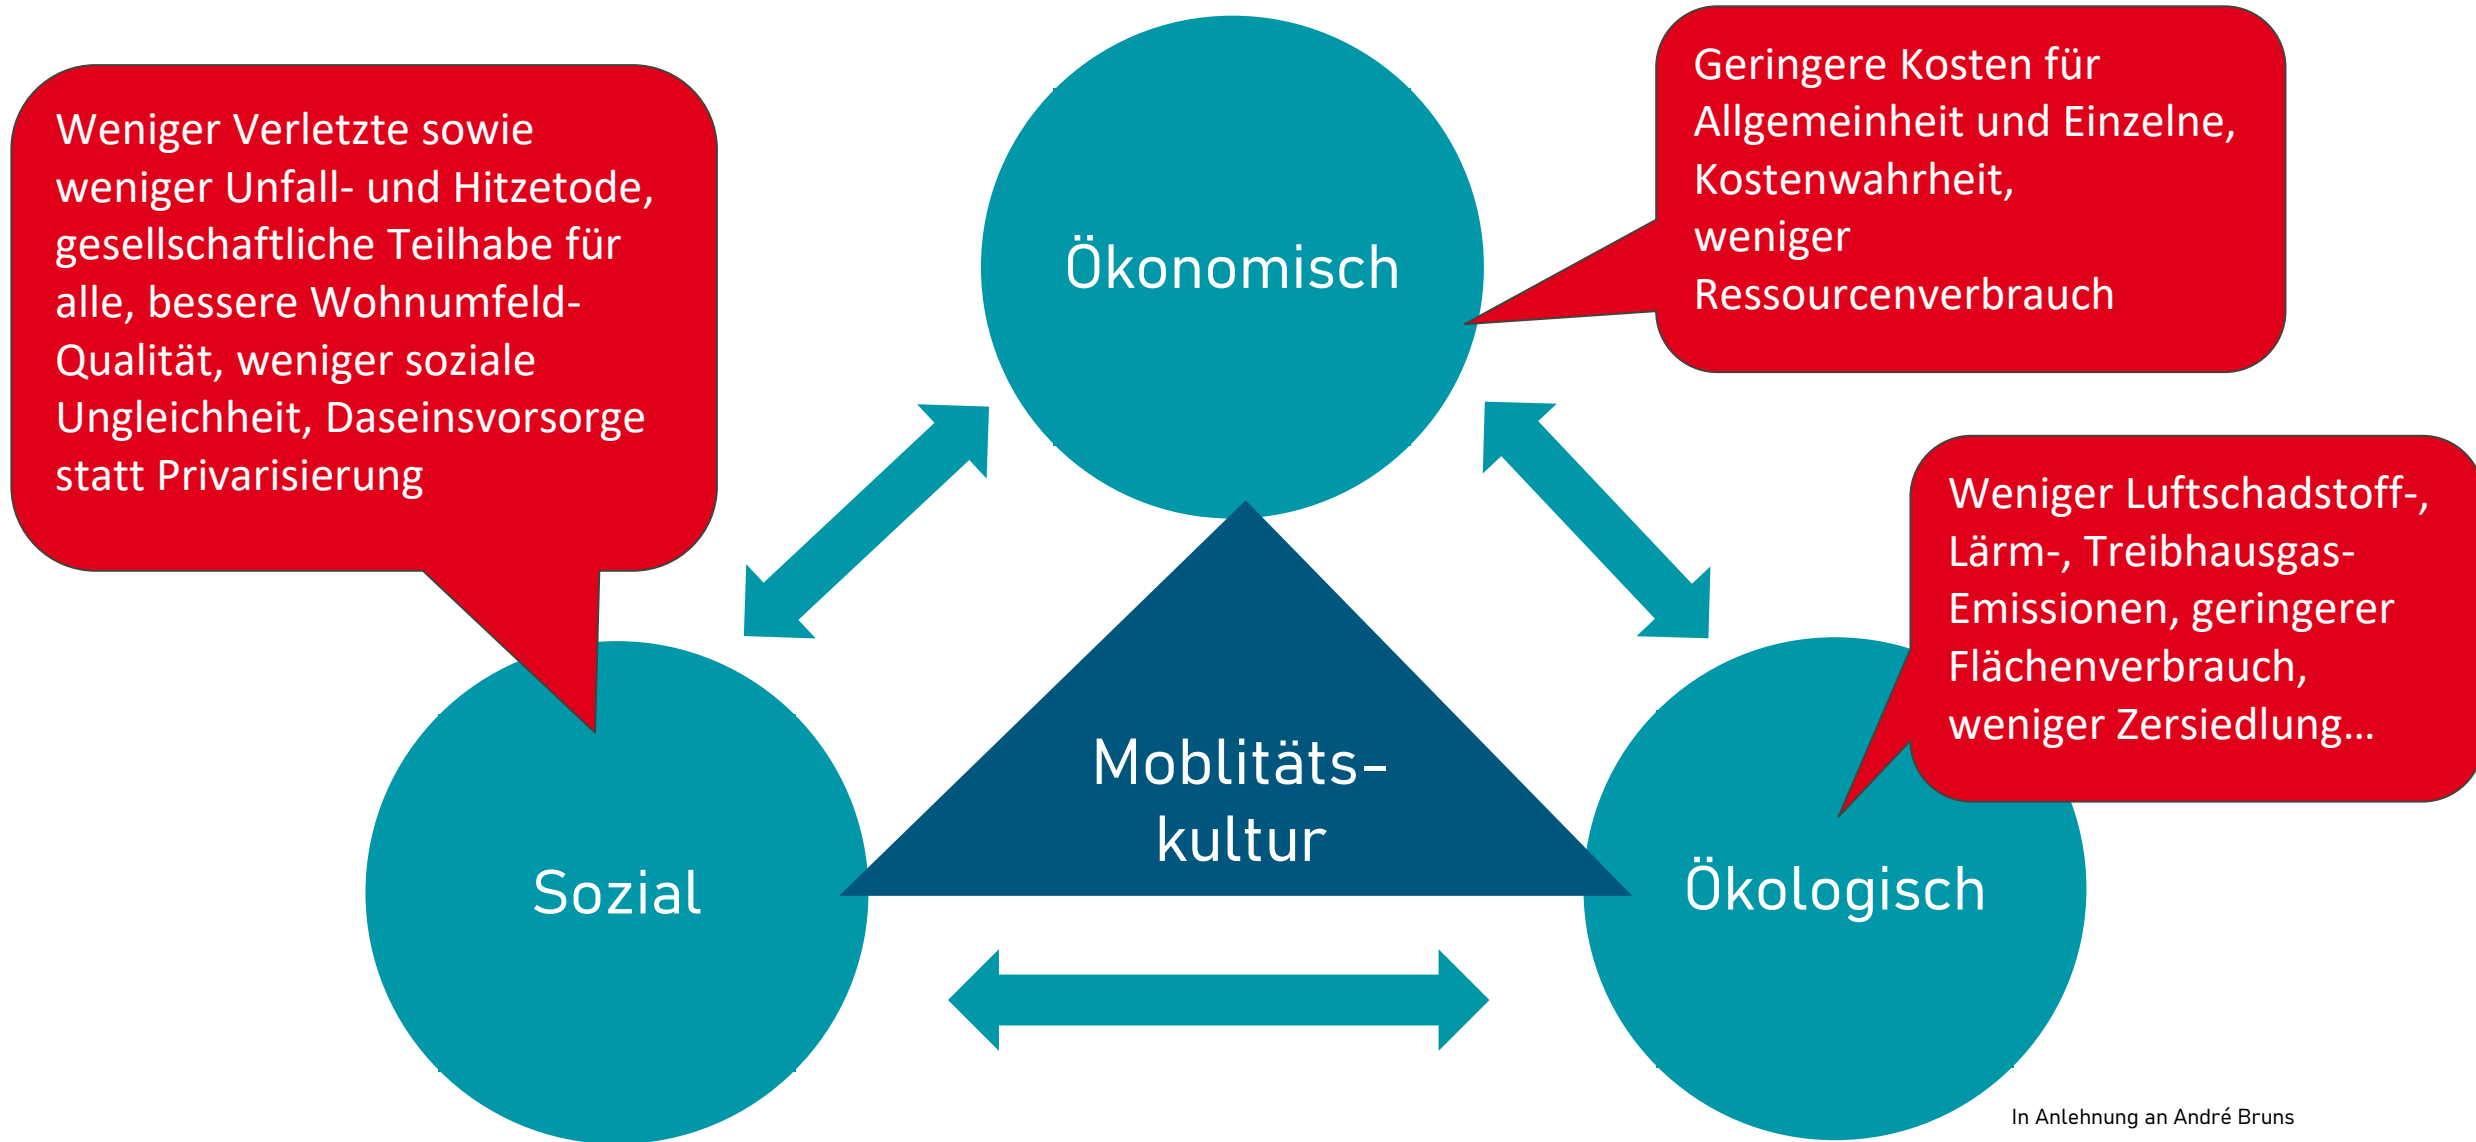 Weniger Verletzte sowie
weniger Unfall- und Hitzetode,
gesellschaftliche Teilhabe für
alle, bessere Wohnumfeld-
Qualität, weniger soziale
Ungleichheit, Daseinsvorsorge
statt Privarisierung
Ökonomisch
Geringere Kosten für
Allgemeinheit und Einzelne,
Kostenwahrheit,
weniger
Ressourcenverbrauch
Weniger Luftschadstoff-,
Lärm-, Treibhausgas-
Emissionen, geringerer
Flächenverbrauch,
weniger Zersiedlung...
Moblitäts-
kultur
Sozial
Ökologisch
In Anlehnung an André Bruns